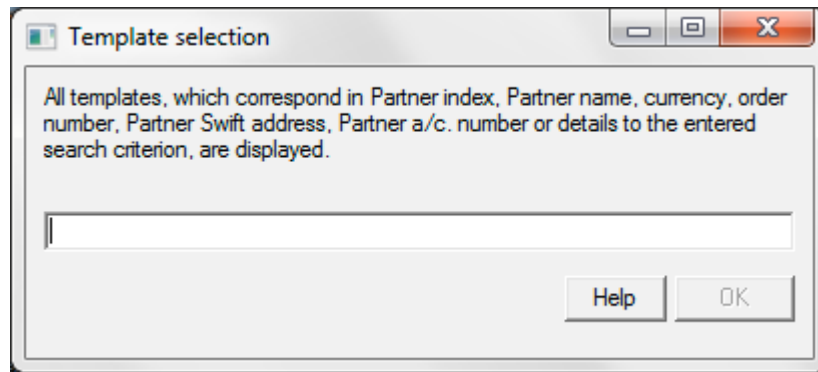 Template selection
All templates, which correspond in Partner index, Partner name, currency, order
number, Partner Swift address, Partner a/c. number or details to the entered
search criterion, are displayed.
Help
OK